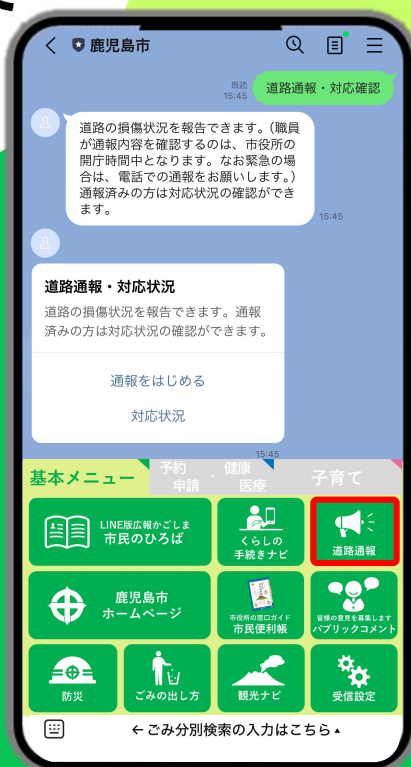 鹿児島市
道路通報・対応確認
既読
15:45
道路の損傷状況を報告できます。(職員
が通報内容を確認するのは、市役所の
開庁時間中となります。なお緊急の場
合は、電話での通報をお願いします。)
通報済みの方は対応状況の確認ができ
ます。
15:45
道路通報・対応状況
道路の損傷状況を報告できます。通報
済みの方は対応状況の確認ができます。
通報をはじめる
対応状況
15:45
基本メニュー
予約・申請
健康医療
子育て
LINE版広報かごしま
市民のひろば
くらしの
手続きナビ
道路通報
鹿児島市
ホームページ
市役所の窓口ガイド
市民便利帳
皆様の意見を募集します
パブリックコメント
防災
ごみの出し方
観光ナビ
受信設定
←ごみ分別検索の入力はこちら▲